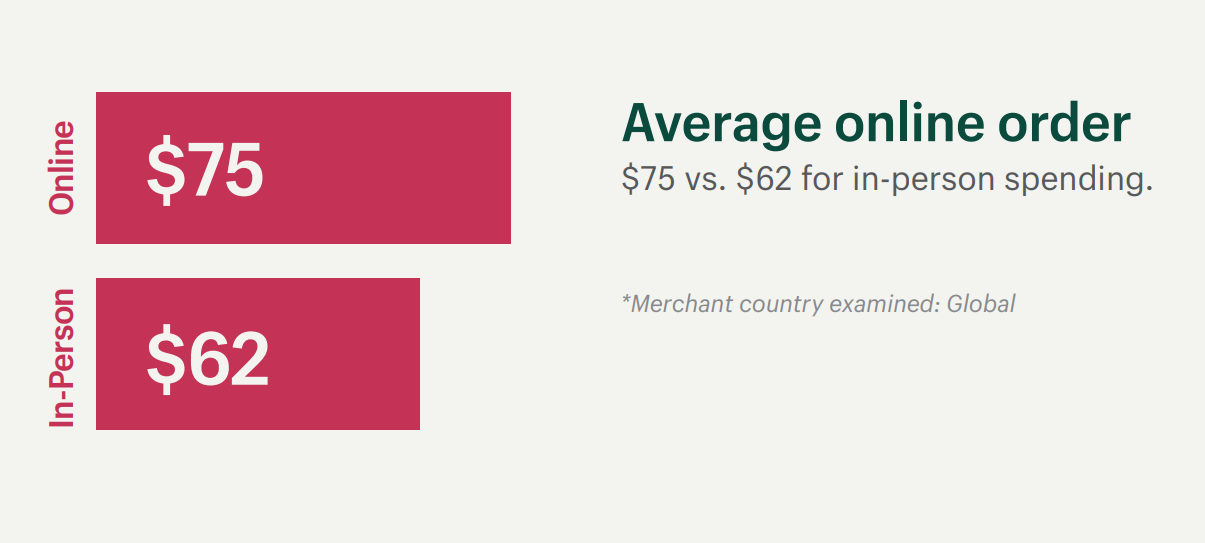 Online
$75
In-Person
$62
Average online order
$75 vs. $62 for in-person spending.
*Merchant country examined: Global